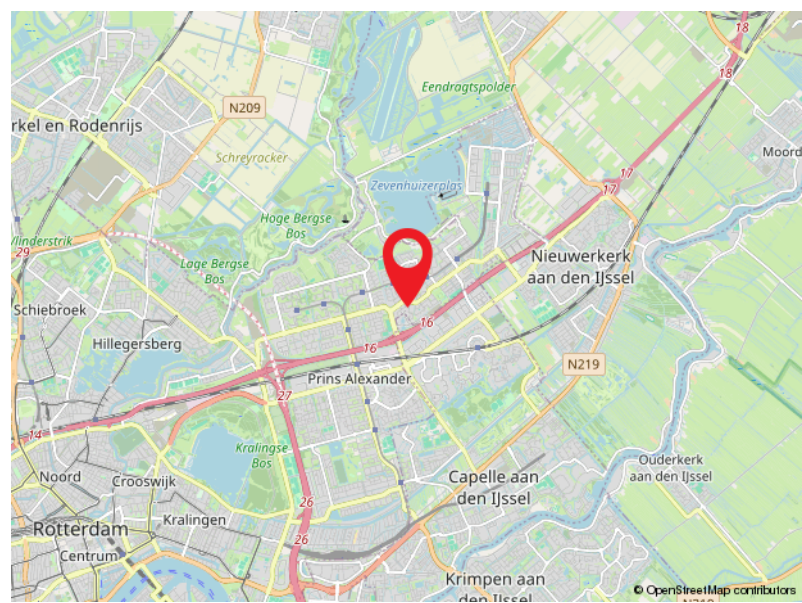 18
18
Eendragtspolder
N209
rkel en Rodenrijs
Moord
Schreyracker
17
17
Zevenhuizerplas
Hoge Bergse
Bos
Vlinderstrik
29
Nieuwerkerk
aan den IJssel
Lage Bergse
Bos
Schiebroek
16
Hillegersberg
16
N219
Prins Alexander
27
14
Kralingse
Bos
Ouderkerk
aan den IJssel
Noord
Crooswijk
Capelle aan
den IJssel
26
Kralingen
Rotterdam
26
Centrum
Krimpen aan
den IJssel
© OpenStreetMap contributors
N210